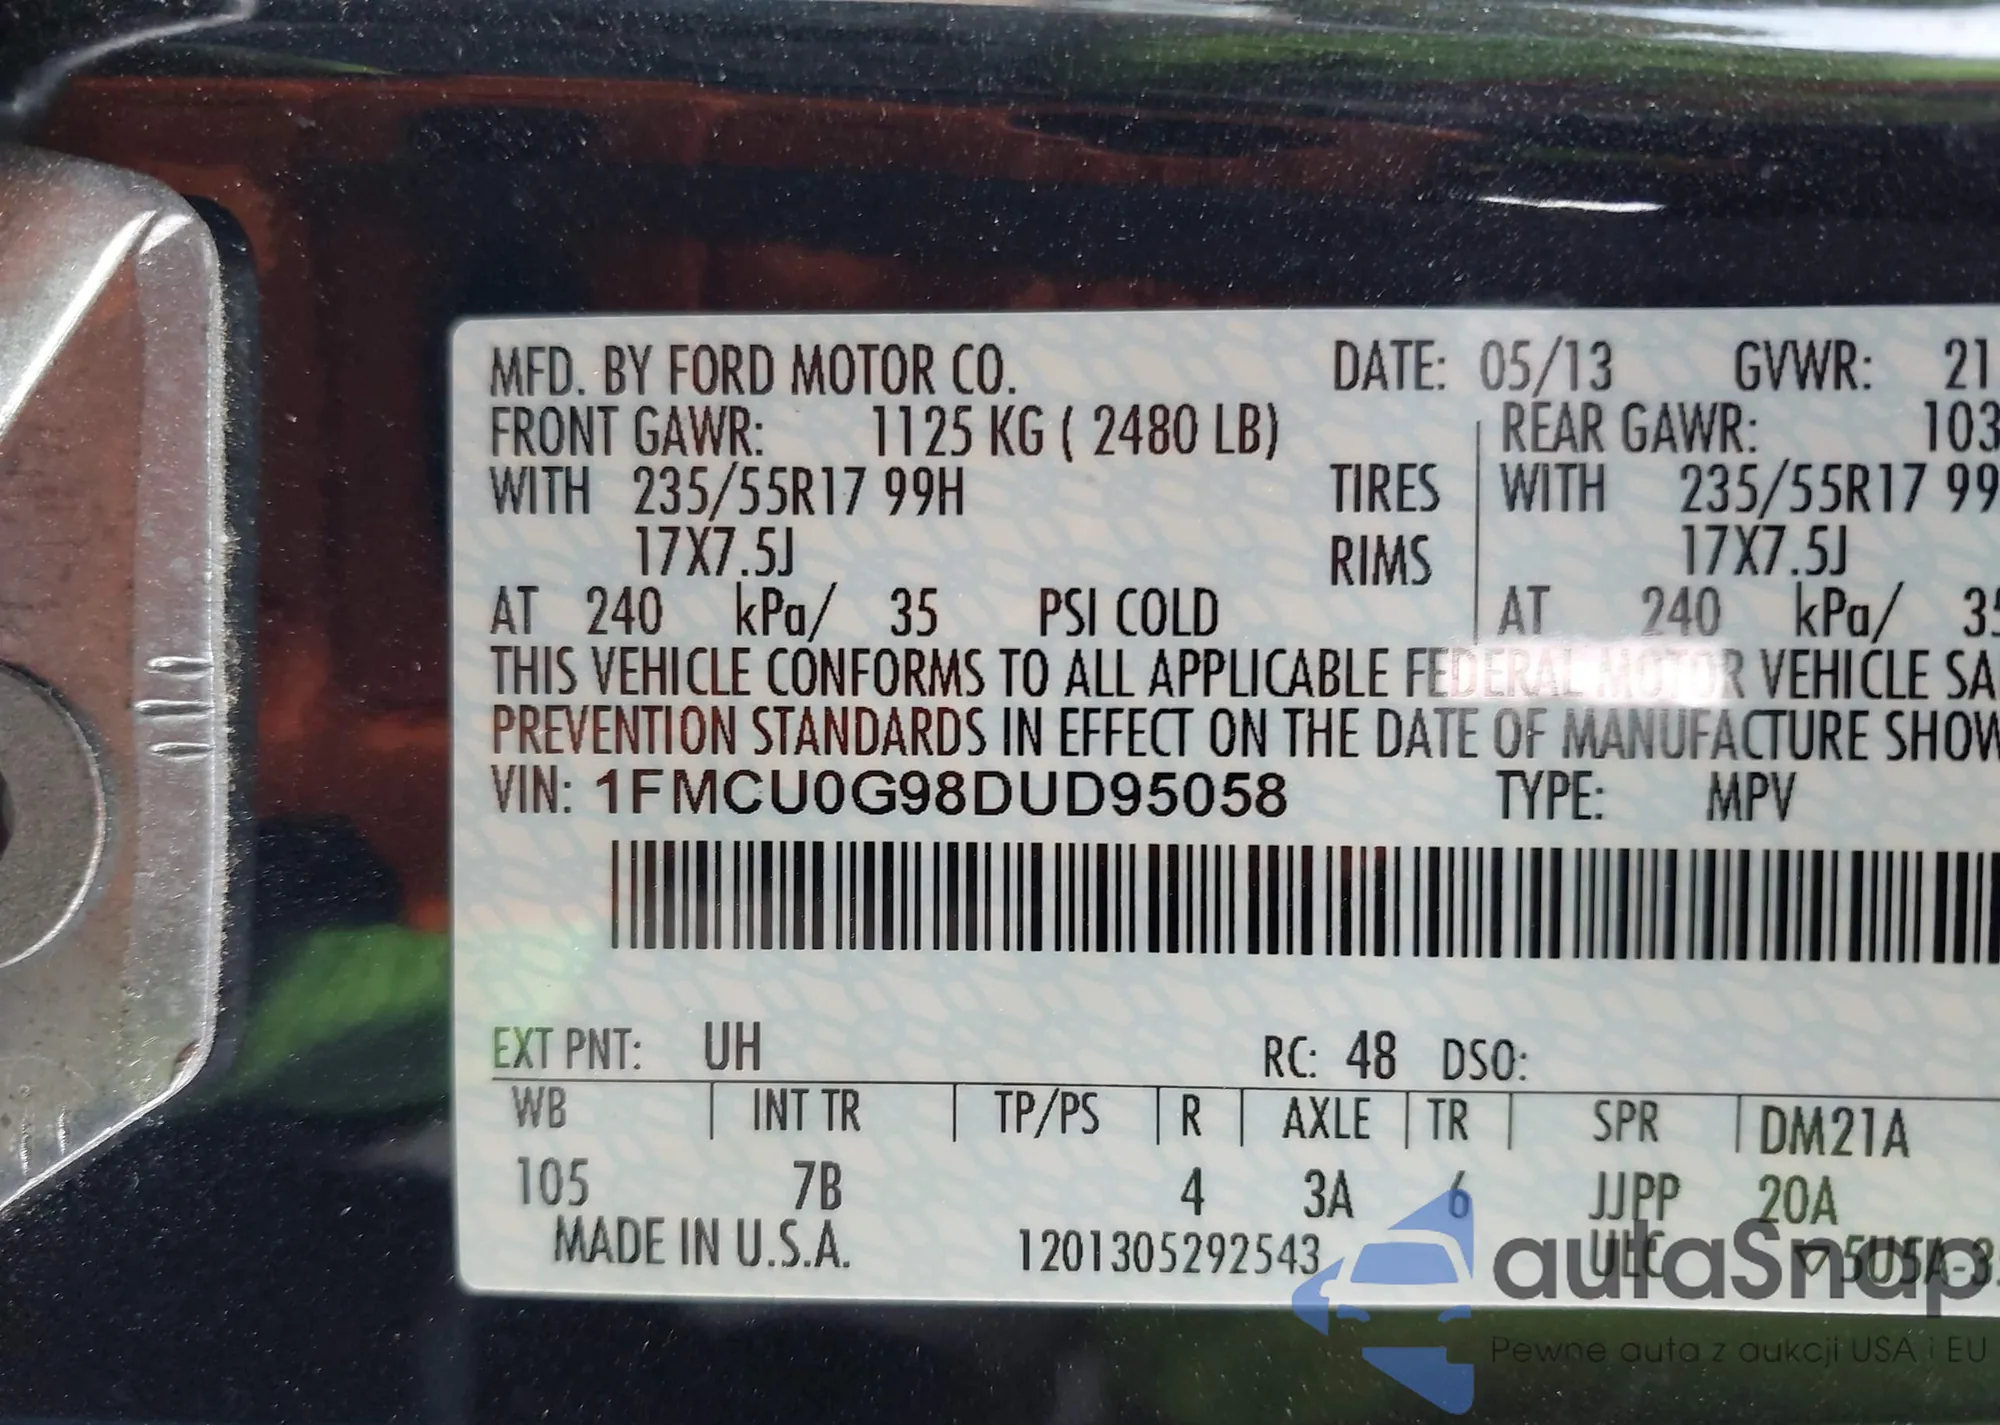 MFD. BY FORD MOTOR CO. DATE: 05/13 GVWR: 21
FRONT GAWR: 1125 KG ( 2480 LB) REAR GAWR: 103
WITH 235/55R17 99H TIRES WITH 235/55R17 99
17X7.5J RIMS 17X7.5J
AT 240 kPa/ 35 PSI COLD AT 240 kPa/ 35
THIS VEHICLE CONFORMS TO ALL APPLICABLE FEDERAL MOTOR VEHICLE SA
PREVENTION STANDARDS IN EFFECT ON THE DATE OF MANUFACTURE SHOW
VIN: 1FMCU0G98DUD95058 TYPE: MPV
EXT PNT: UH RC: 48 DSO:
WB INT TR TP/PS R AXLE TR SPR DM21A
105 7B 4 3A 6 JJPP 20A
MADE IN U.S.A. 1201305292543 ULC ▽5U5A-3
autaSnap
Pewne auta z aukcji USA i EU